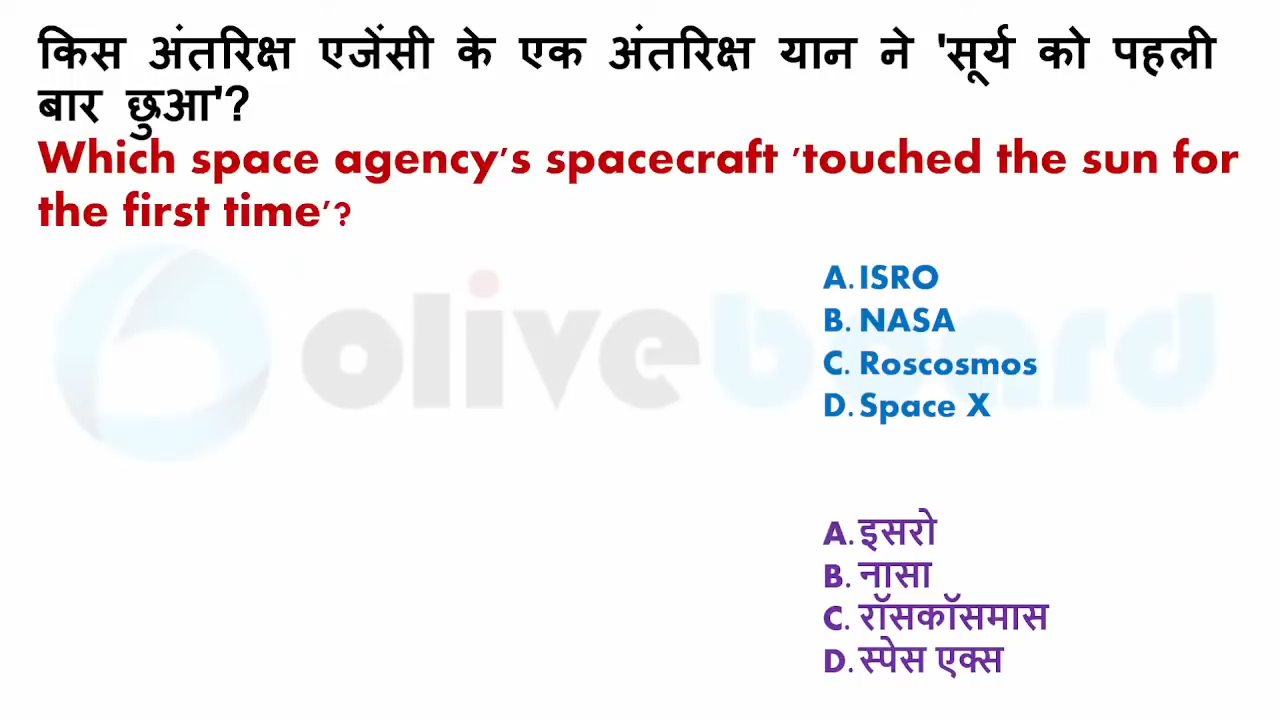 किस अंतरिक्ष एजेंसी के एक अंतरिक्ष यान ने 'सूर्य को पहली
बार छुआ'?
Which space agency's spacecraft 'touched the sun for
the first time'?
oliveboard
A. ISRO
B. NASA
C. Roscosmos
D. Space X
A. इसरो
B. नासा
C. रॉसकॉसमास
D. स्पेस एक्स